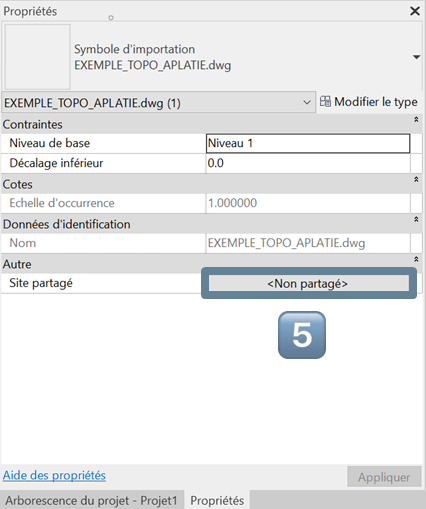 Propriétés
Symbole d'importation
EXEMPLE_TOPO_APLATIE.dwg
EXEMPLE_TOPO_APLATIE.dwg (1)
Modifier le type
Contraintes
Niveau de base Niveau 1
Décalage inférieur 0.0
Cotes
Echelle d'occurrence 1.000000
Données d'identification
Nom EXEMPLE_TOPO_APLATIE.dwg
Autre
Site partagé <Non partagé>
5
Aide des propriétés Appliquer
Arborescence du projet - Projet1 Propriétés